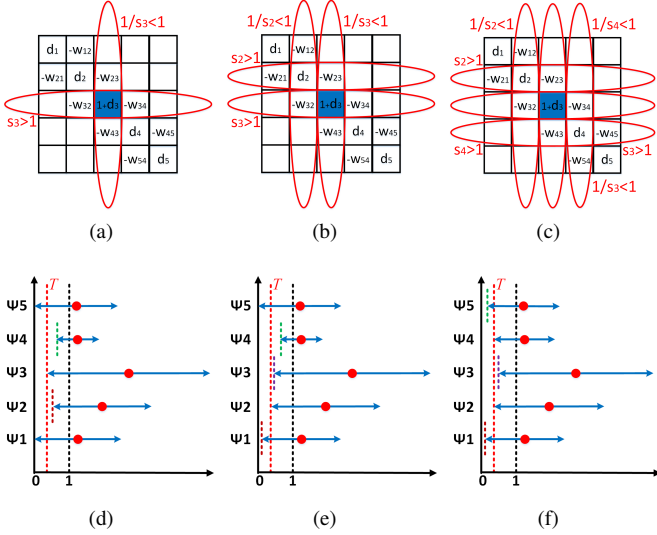 1/s₃<1
d₁ -w₁₂
-w₂₁ d₂ -w₂₃
s₃>1 -w₃₂ 1+d₃ -w₃₄
-w₄₃ d₄ -w₄₅
-w₅₄ d₅
(a)
1/s₂<1 1/s₃<1
d₁ -w₁₂
s₂>1 -w₂₁ d₂ -w₂₃
s₃>1 -w₃₂ 1+d₃ -w₃₄
-w₄₃ d₄ -w₄₅
-w₅₄ d₅
(b)
1/s₂<1 1/s₄<1
d₁ -w₁₂
s₂>1 -w₂₁ d₂ -w₂₃
-w₃₂ 1+d₃ -w₃₄
s₄>1 -w₄₃ d₄ -w₄₅ s₃>1
-w₅₄ d₅
1/s₃<1
(c)
T
Ψ5
Ψ4
Ψ3
Ψ2
Ψ1
0 1
(d)
T
Ψ5
Ψ4
Ψ3
Ψ2
Ψ1
0 1
(e)
T
Ψ5
Ψ4
Ψ3
Ψ2
Ψ1
0 1
(f)